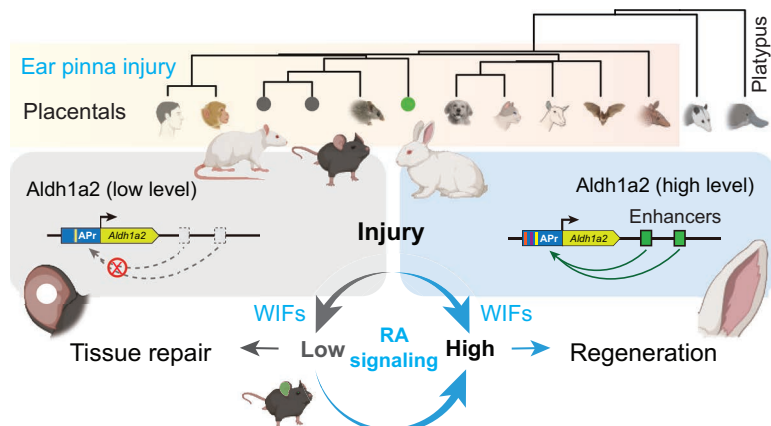 Platypus
Ear pinna injury
Placentals
Aldh1a2 (low level)
APr Aldh1a2
Injury
Aldh1a2 (high level)
Enhancers
APr Aldh1a2
WIFs
WIFs
Tissue repair
Low
RA
signaling
High
Regeneration